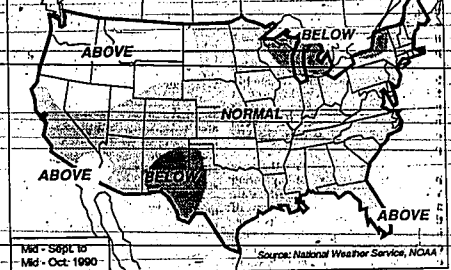 BELOW
ABOVE
NORMAL
ABOVE
BELOW
ABOVE
Mid - Sept. to
Mid - Oct. 1990
Source: National Weather Service, NOAA